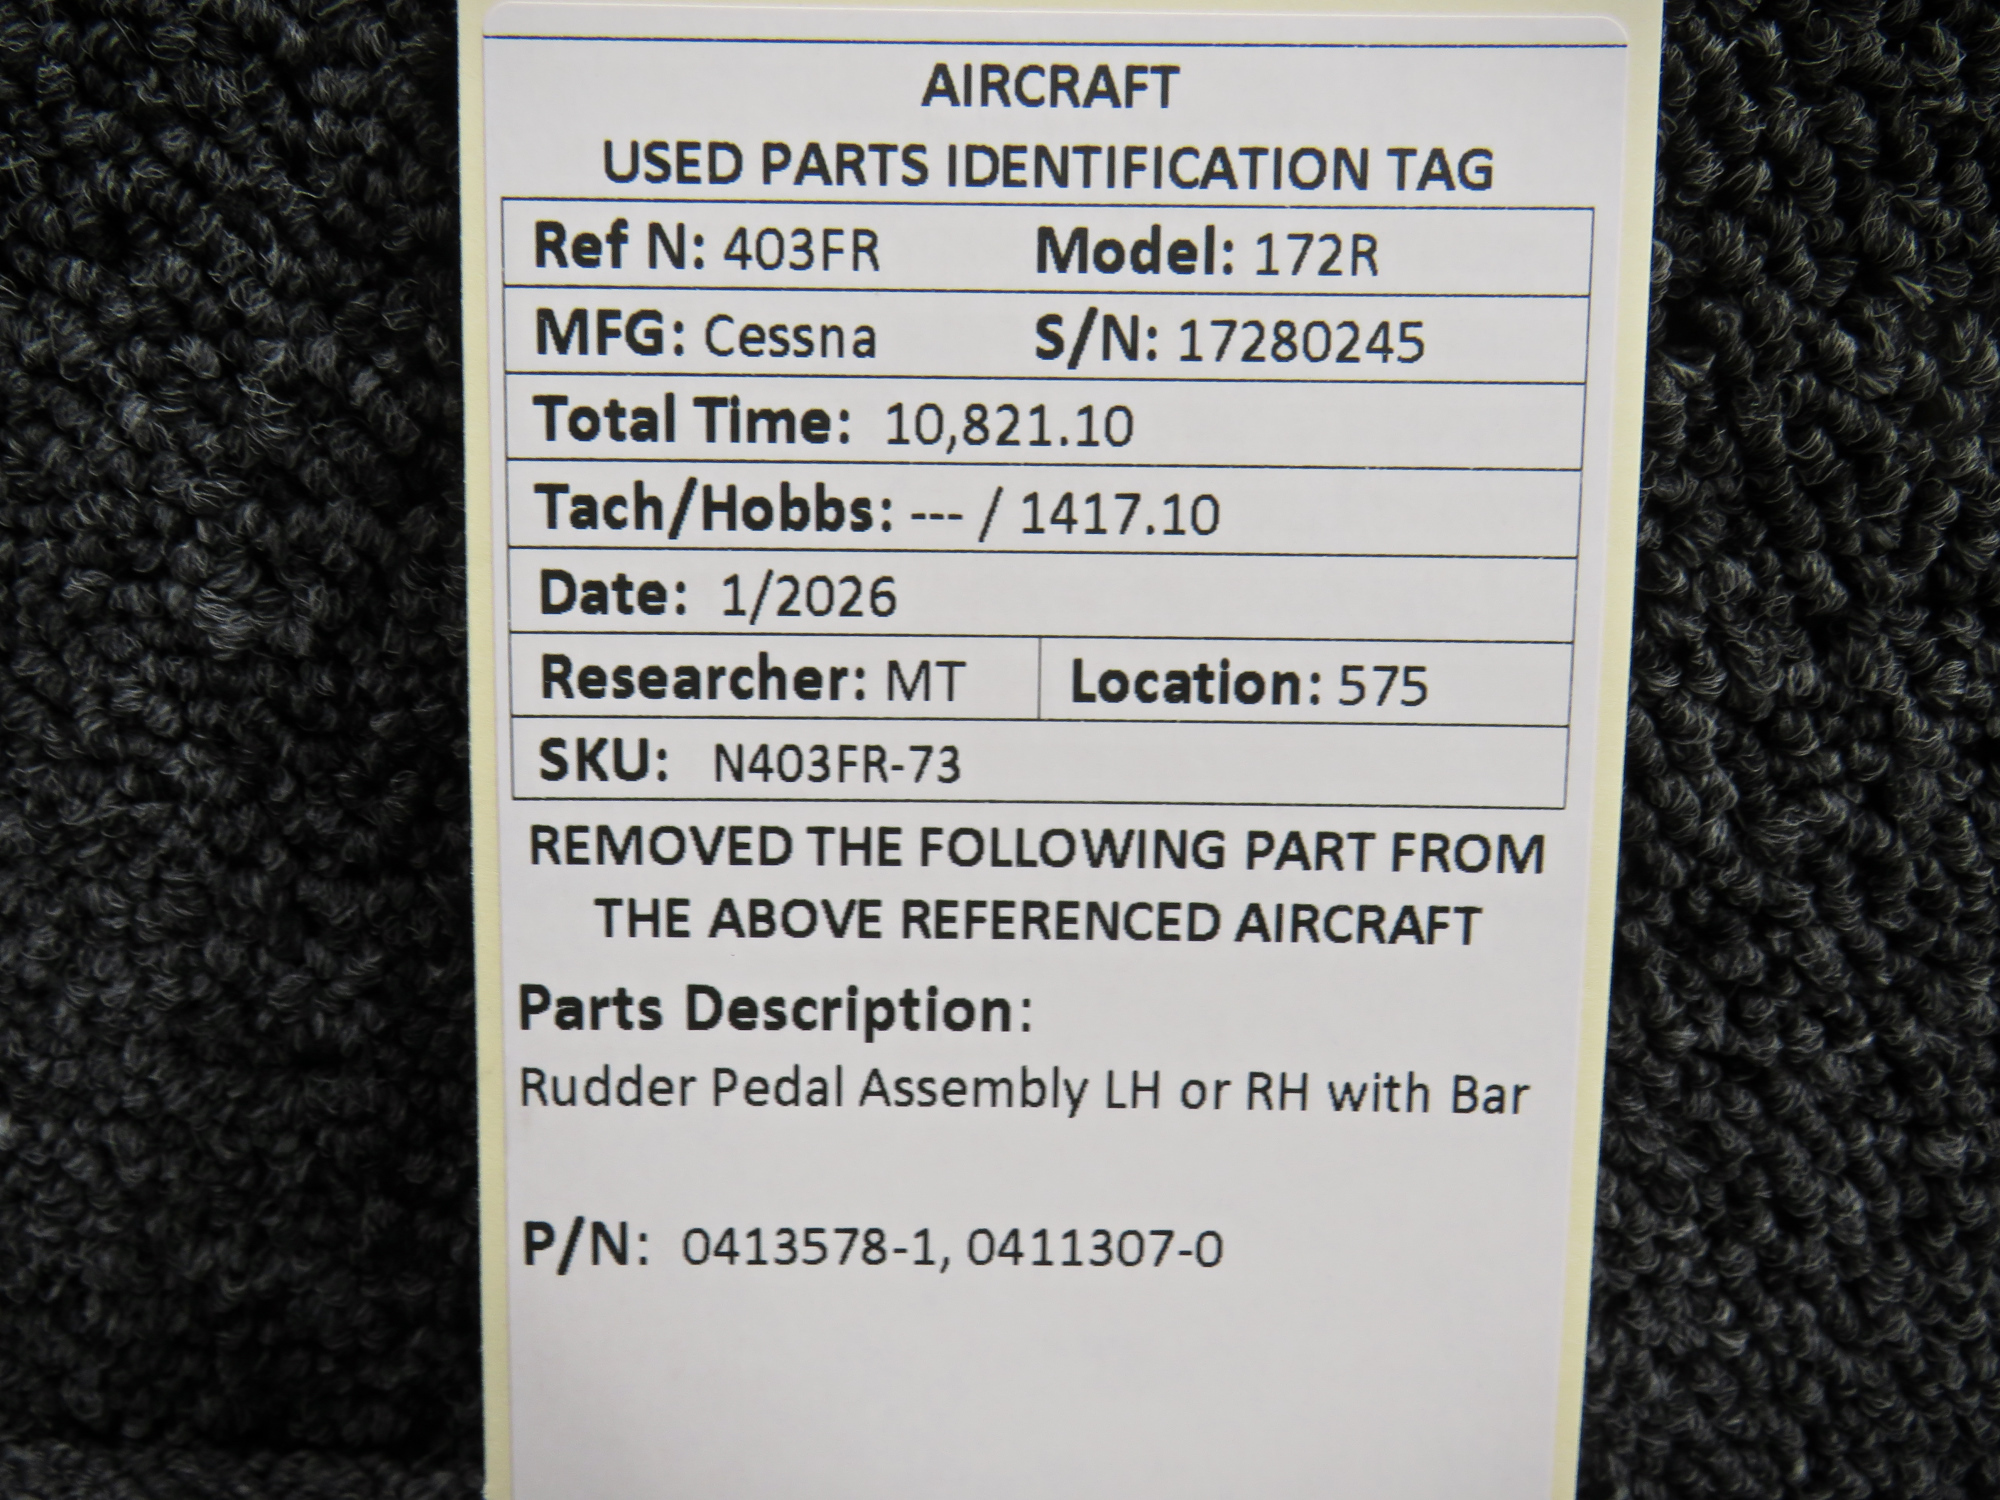 AIRCRAFT
USED PARTS IDENTIFICATION TAG
Ref N: 403FR Model: 172R
MFG: Cessna S/N: 17280245
Total Time: 10,821.10
Tach/Hobbs: --- / 1417.10
Date: 1/2026
Researcher: MT Location: 575
SKU: N403FR-73
REMOVED THE FOLLOWING PART FROM
THE ABOVE REFERENCED AIRCRAFT
Parts Description:
Rudder Pedal Assembly LH or RH with Bar
P/N: 0413578-1, 0411307-0